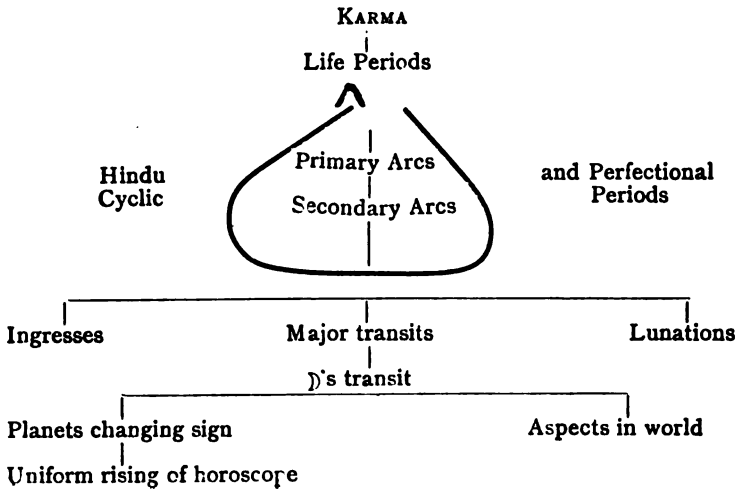 KARMA
Life Periods
Primary Arcs
Hindu
Cyclic
and Perfectional
Periods
Secondary Arcs
Ingresses
Major transits
Lunations
☽'s transit
Planets changing sign
Aspects in world
Uniform rising of horoscope